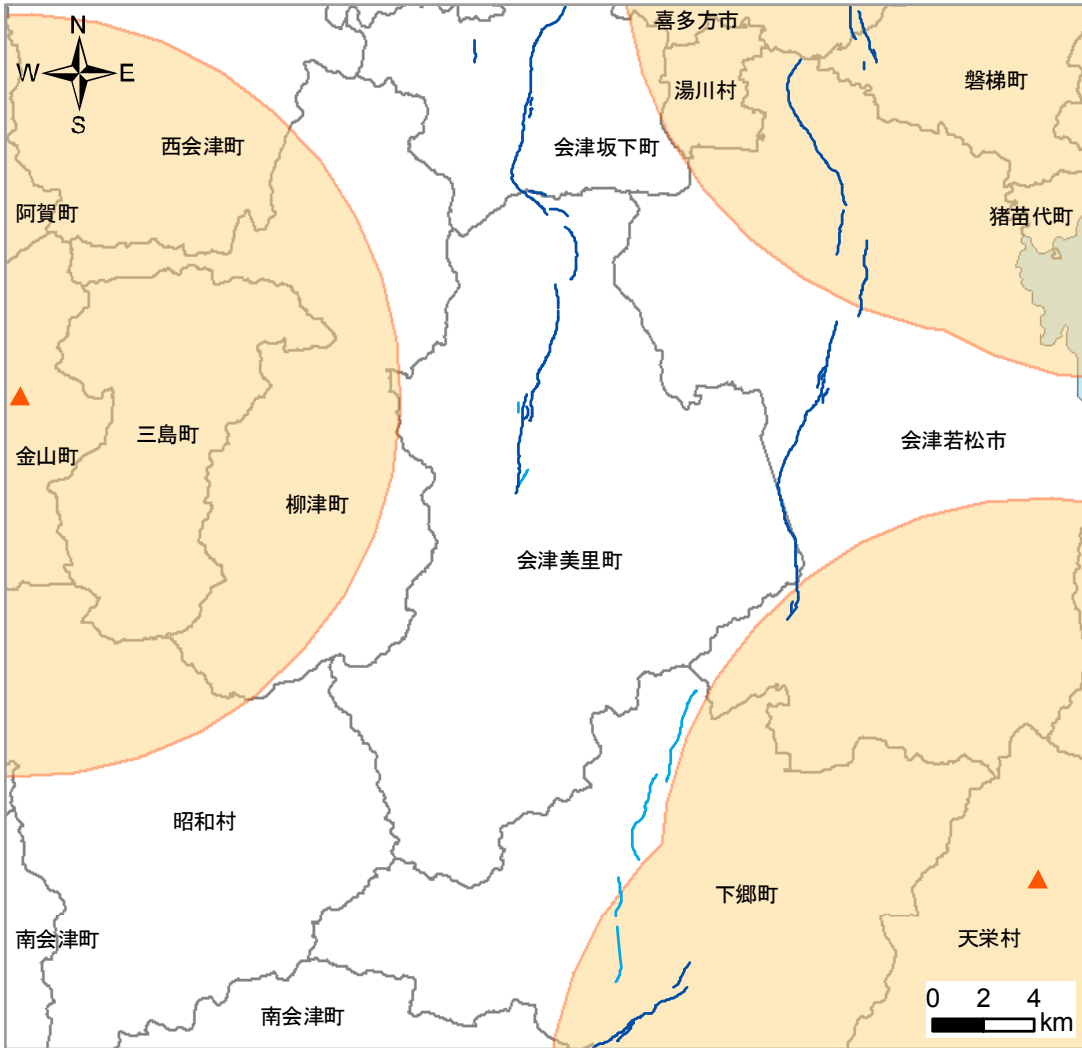 喜多方市
N
W
E
S
湯川村
磐梯町
西会津町
会津坂下町
阿賀町
猪苗代町
三島町
会津若松市
金山町
柳津町
会津美里町
昭和村
下郷町
南会津町
天栄村
南会津町
0 2 4
km